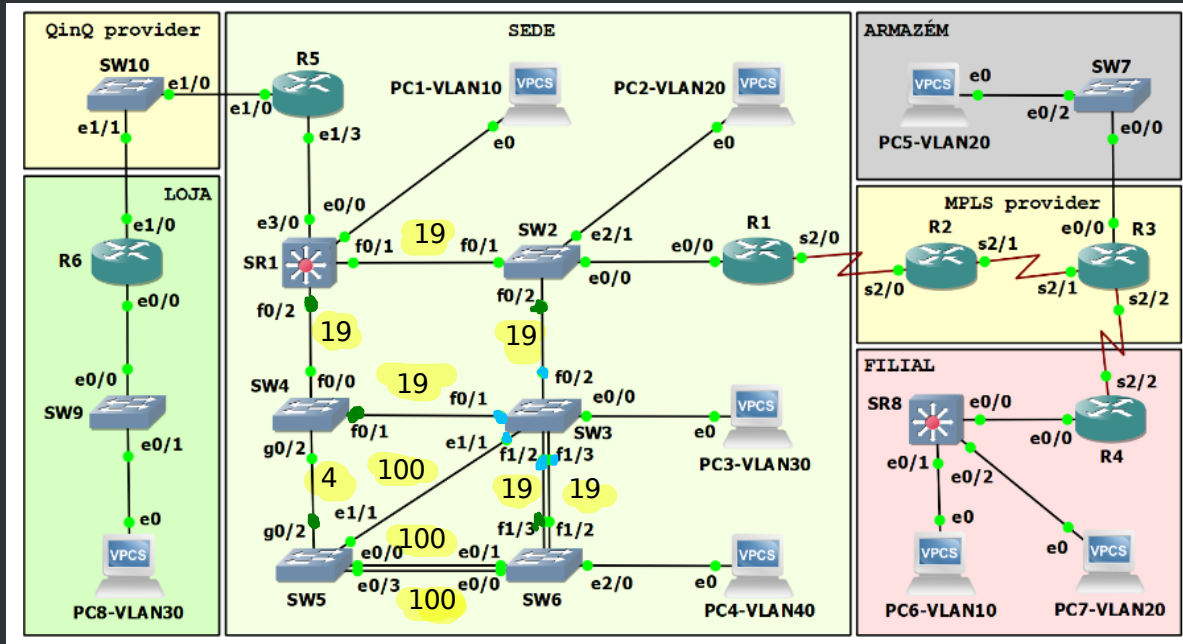 QinQ provider
SW10
e1/0
e1/1
LOJA
e1/0
R6
e0/0
e0/0
SW9
e0/1
e0
VPCS
PC8-VLAN30
SEDE
R5
e1/0
e1/3
PC1-VLAN10
VPCS
e0
PC2-VLAN20
VPCS
e0
e0/0
e3/0
SR1
f0/1
19
f0/1
SW2
e2/1
e0/0
f0/2
e0/0
R1
s2/0
f0/2
19
19
f0/0
SW4
19
f0/1
f0/2
f0/1
e0/0
SW3
e0
VPCS
PC3-VLAN30
g0/2
e1/1
f1/2
f1/3
4
100
19
19
e1/1
g0/2
f1/3
f1/2
100
e0/0
e0/1
e0/3
e0/0
SW5
100
SW6
e2/0
e0
VPCS
PC4-VLAN40
ARMAZÉM
VPCS
e0
SW7
e0/2
e0/0
PC5-VLAN20
MPLS provider
R2
s2/1
e0/0
R3
s2/0
s2/1
s2/2
FILIAL
s2/2
SR8
e0/0
e0/0
R4
e0/1
e0/2
e0
VPCS
e0
VPCS
PC6-VLAN10
PC7-VLAN20